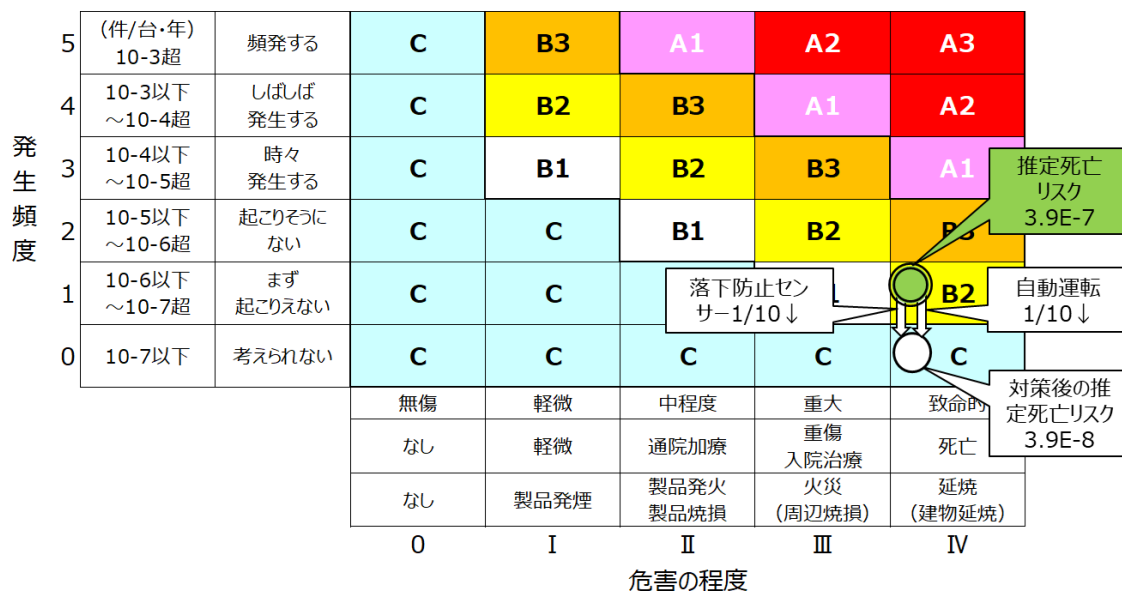 5 (件/台・年) 頻発する C B3 A1 A2 A3
10-3超
4 10-3以下 しばしば C B2 B3 A1 A2
～10-4超 発生する
3 10-4以下 時々 C B1 B2 B3 A1
～10-5超 発生する
2 10-5以下 起こりそうに C C B1 B2
～10-6超 ない
1 10-6以下 まず C C B2
～10-7超 起こりえない
0 10-7以下 考えられない C C C C C
発生頻度
推定死亡
リスク
3.9E-7
落下防止セン
サー1/10↓
自動運転
1/10↓
対策後の推
定死亡リスク
3.9E-8
無傷 軽微 中程度 重大 致命的
なし 軽微 通院加療 重傷 死亡
入院治療
なし 製品発煙 製品発火 火災 延焼
製品焼損 (周辺焼損) (建物延焼)
0 Ⅰ Ⅱ Ⅲ Ⅳ
危害の程度